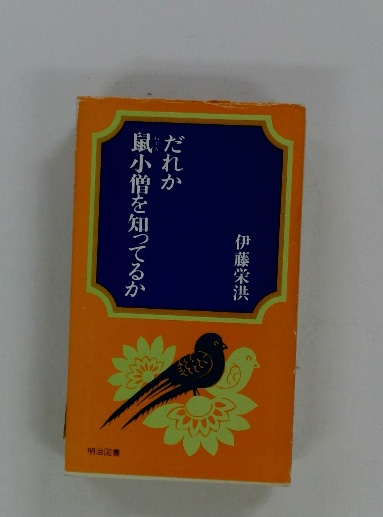 だれか
鼠小僧を知ってるか
伊藤栄洪
明治図書